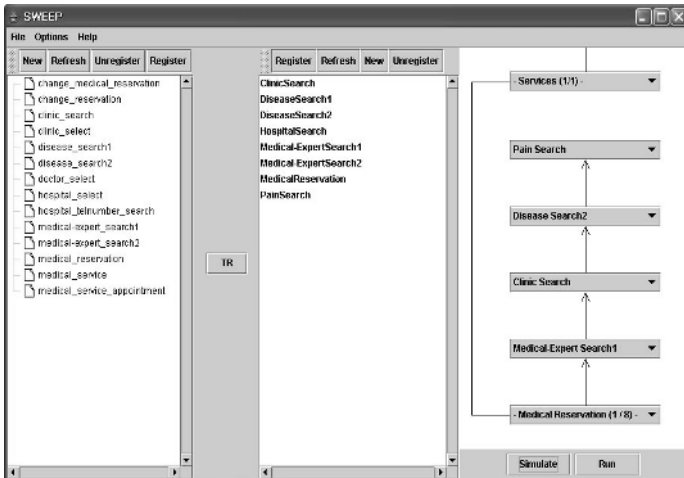 SWEEP
File Options Help
New Refresh Unregister Register
change_medical_reservation
change_reservation
clinic_search
clinic_select
disease_search1
disease_search2
doctor_select
hospital_select
hospital_telnumber_search
medical-expert_search1
medical-expert_search2
medical_reservation
medical_service
medical_service_appointment
TR
Register Refresh New Unregister
ClinicSearch
DiseaseSearch1
DiseaseSearch2
HospitalSearch
Medical-ExpertSearch1
Medical-ExpertSearch2
MedicalReservation
PainSearch
- Services (1/1) -
Pain Search
Disease Search2
Clinic Search
Medical-Expert Search1
- Medical Reservation (1 / 8) -
Simulate Run